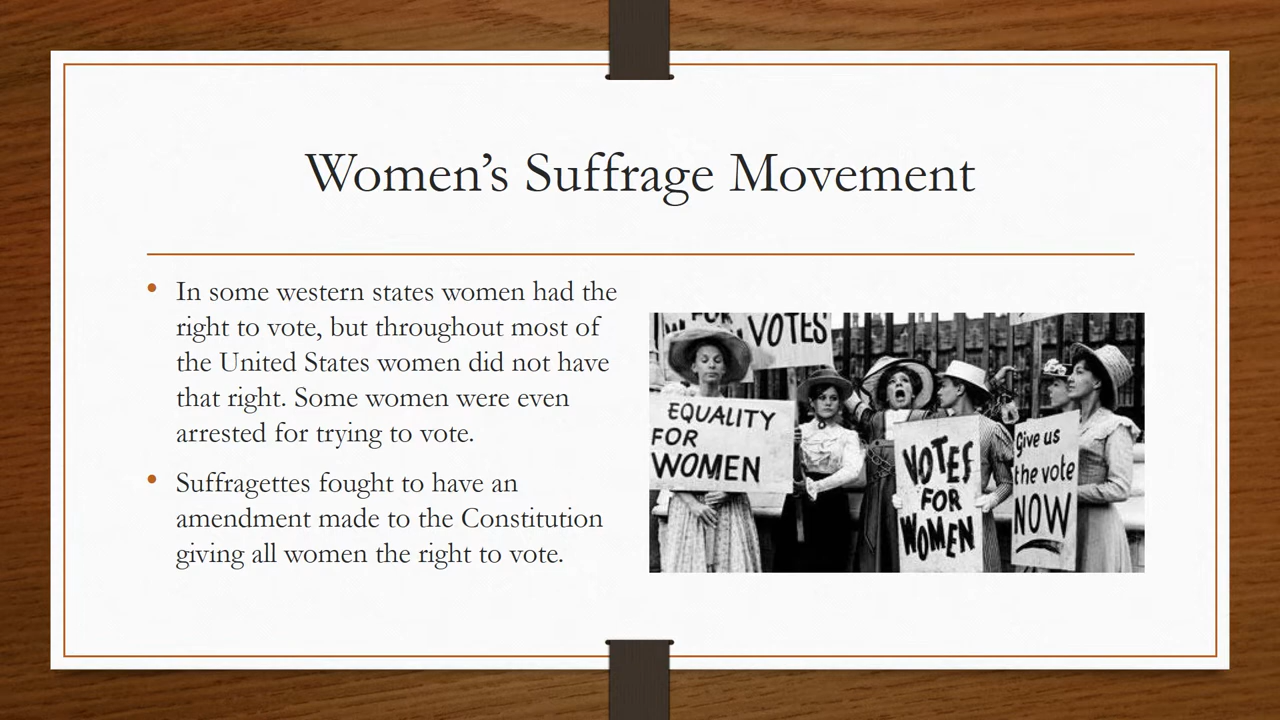 Women’s Suffrage Movement
• In some western states women had the
right to vote, but throughout most of
the United States women did not have
that right. Some women were even
arrested for trying to vote.
• Suffragettes fought to have an
amendment made to the Constitution
giving all women the right to vote.
FOR
VOTES
EQUALITY
FOR
WOMEN
VOTES
FOR
WOMEN
Give us
the vote
NOW